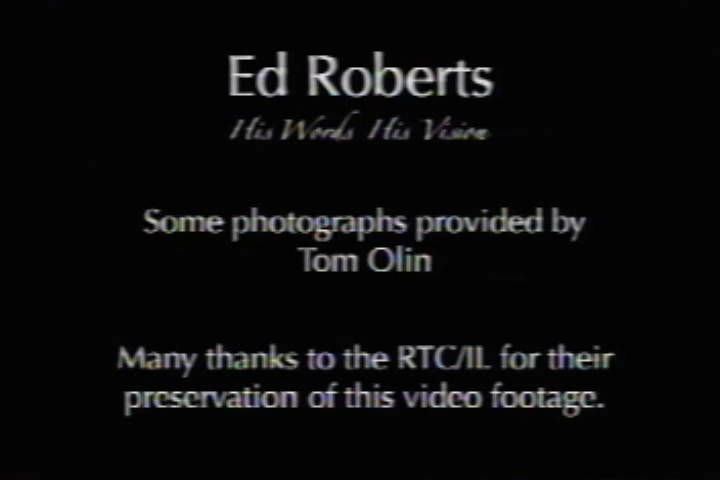 Ed Roberts
His Words His Vision
Some photographs provided by
Tom Olin
Many thanks to the RTC/IL for their
preservation of this video footage.